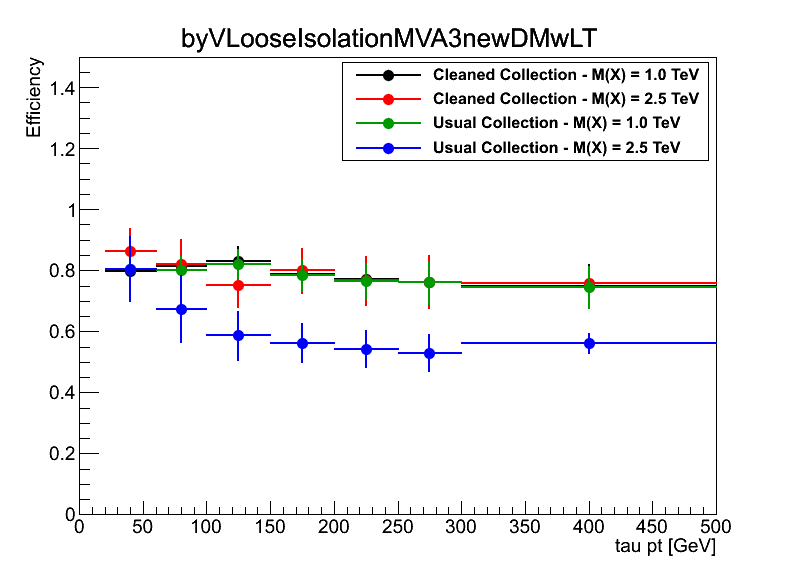 byVLooseIsolationMVA3newDMwLT
Efficiency
Cleaned Collection - M(X) = 1.0 TeV
Cleaned Collection - M(X) = 2.5 TeV
Usual Collection - M(X) = 1.0 TeV
Usual Collection - M(X) = 2.5 TeV
1.4
1.2
1
0.8
0.6
0.4
0.2
0
0 50 100 150 200 250 300 350 400 450 500
tau pt [GeV]